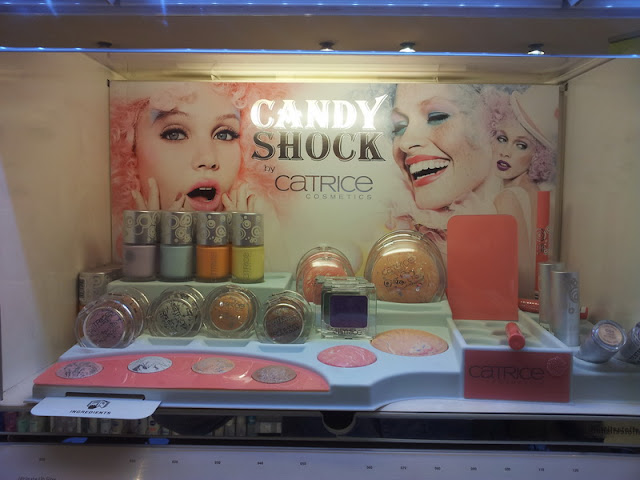 CANDY
SHOCK
by
CATRICE
COSMETICS
CATRICE
INGREDIENTS